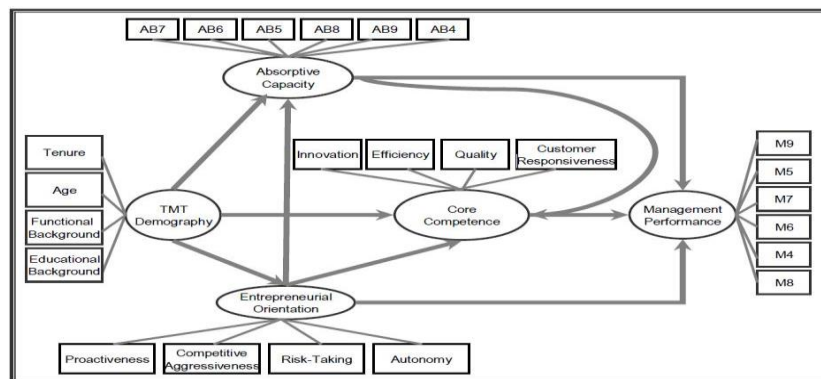 AB7 AB6 AB5 AB8 AB9 AB4
Absorptive
Capacity
Innovation Efficiency Quality Customer
Responsiveness
Tenure
Age
Functional
Background
Educational
Background
TMT
Demography
Core
Competence
Management
Performance
M9
M5
M7
M6
M4
M8
Entrepreneurial
Orientation
Proactiveness
Competitive
Aggressiveness
Risk-Taking
Autonomy